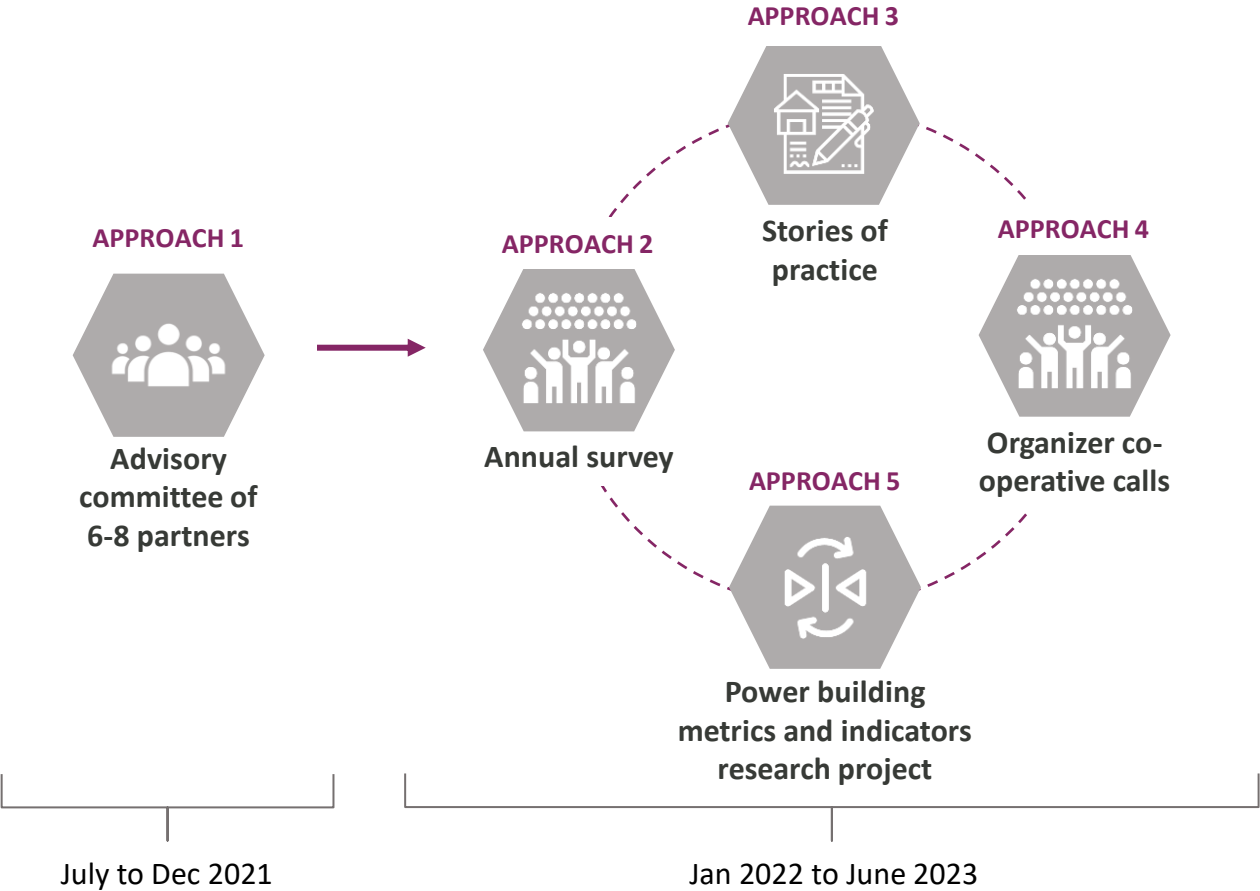 APPROACH 1
Advisory
committee of
6-8 partners
APPROACH 2
Annual survey
APPROACH 3
Stories of
practice
APPROACH 4
Organizer co-
operative calls
APPROACH 5
Power building
metrics and indicators
research project
July to Dec 2021
Jan 2022 to June 2023